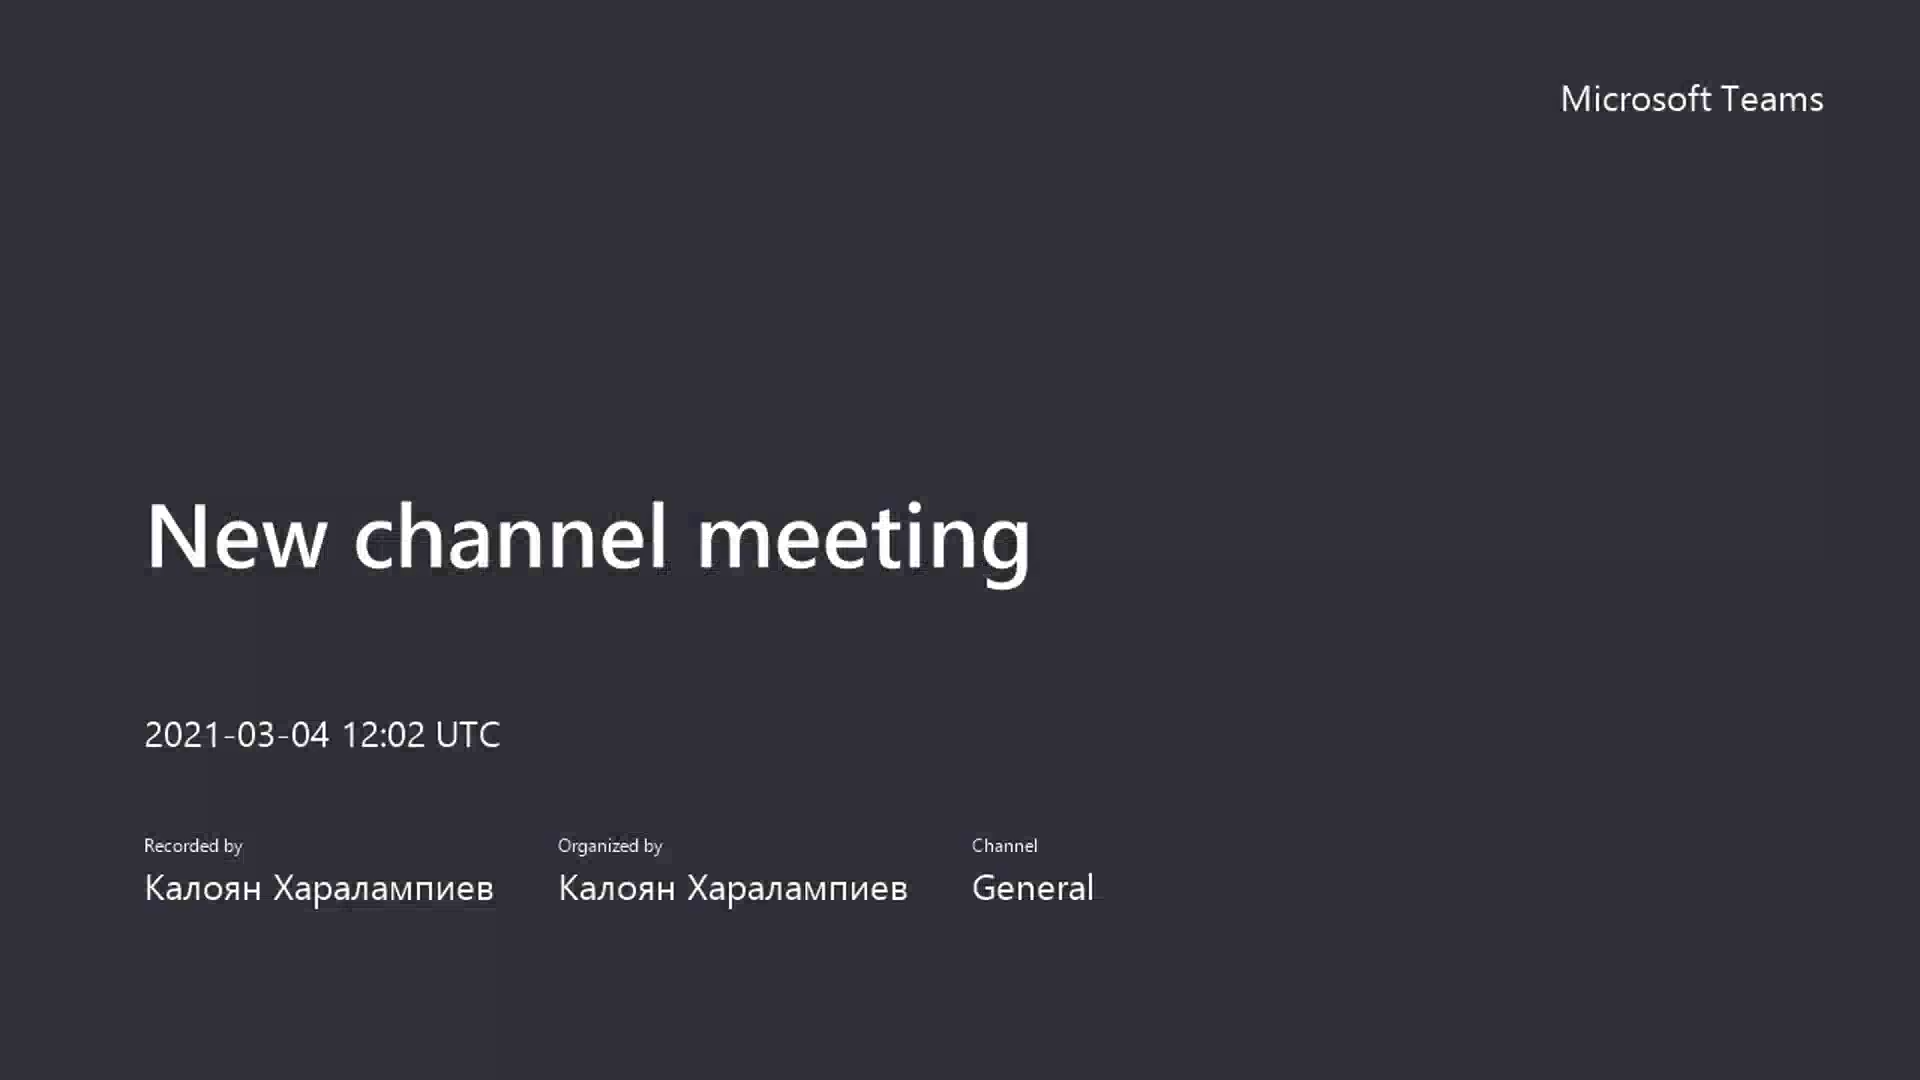 Microsoft Teams
New channel meeting
2021-03-04 12:02 UTC
Recorded by
Калоян Харалампиев
Organized by
Калоян Харалампиев
Channel
General